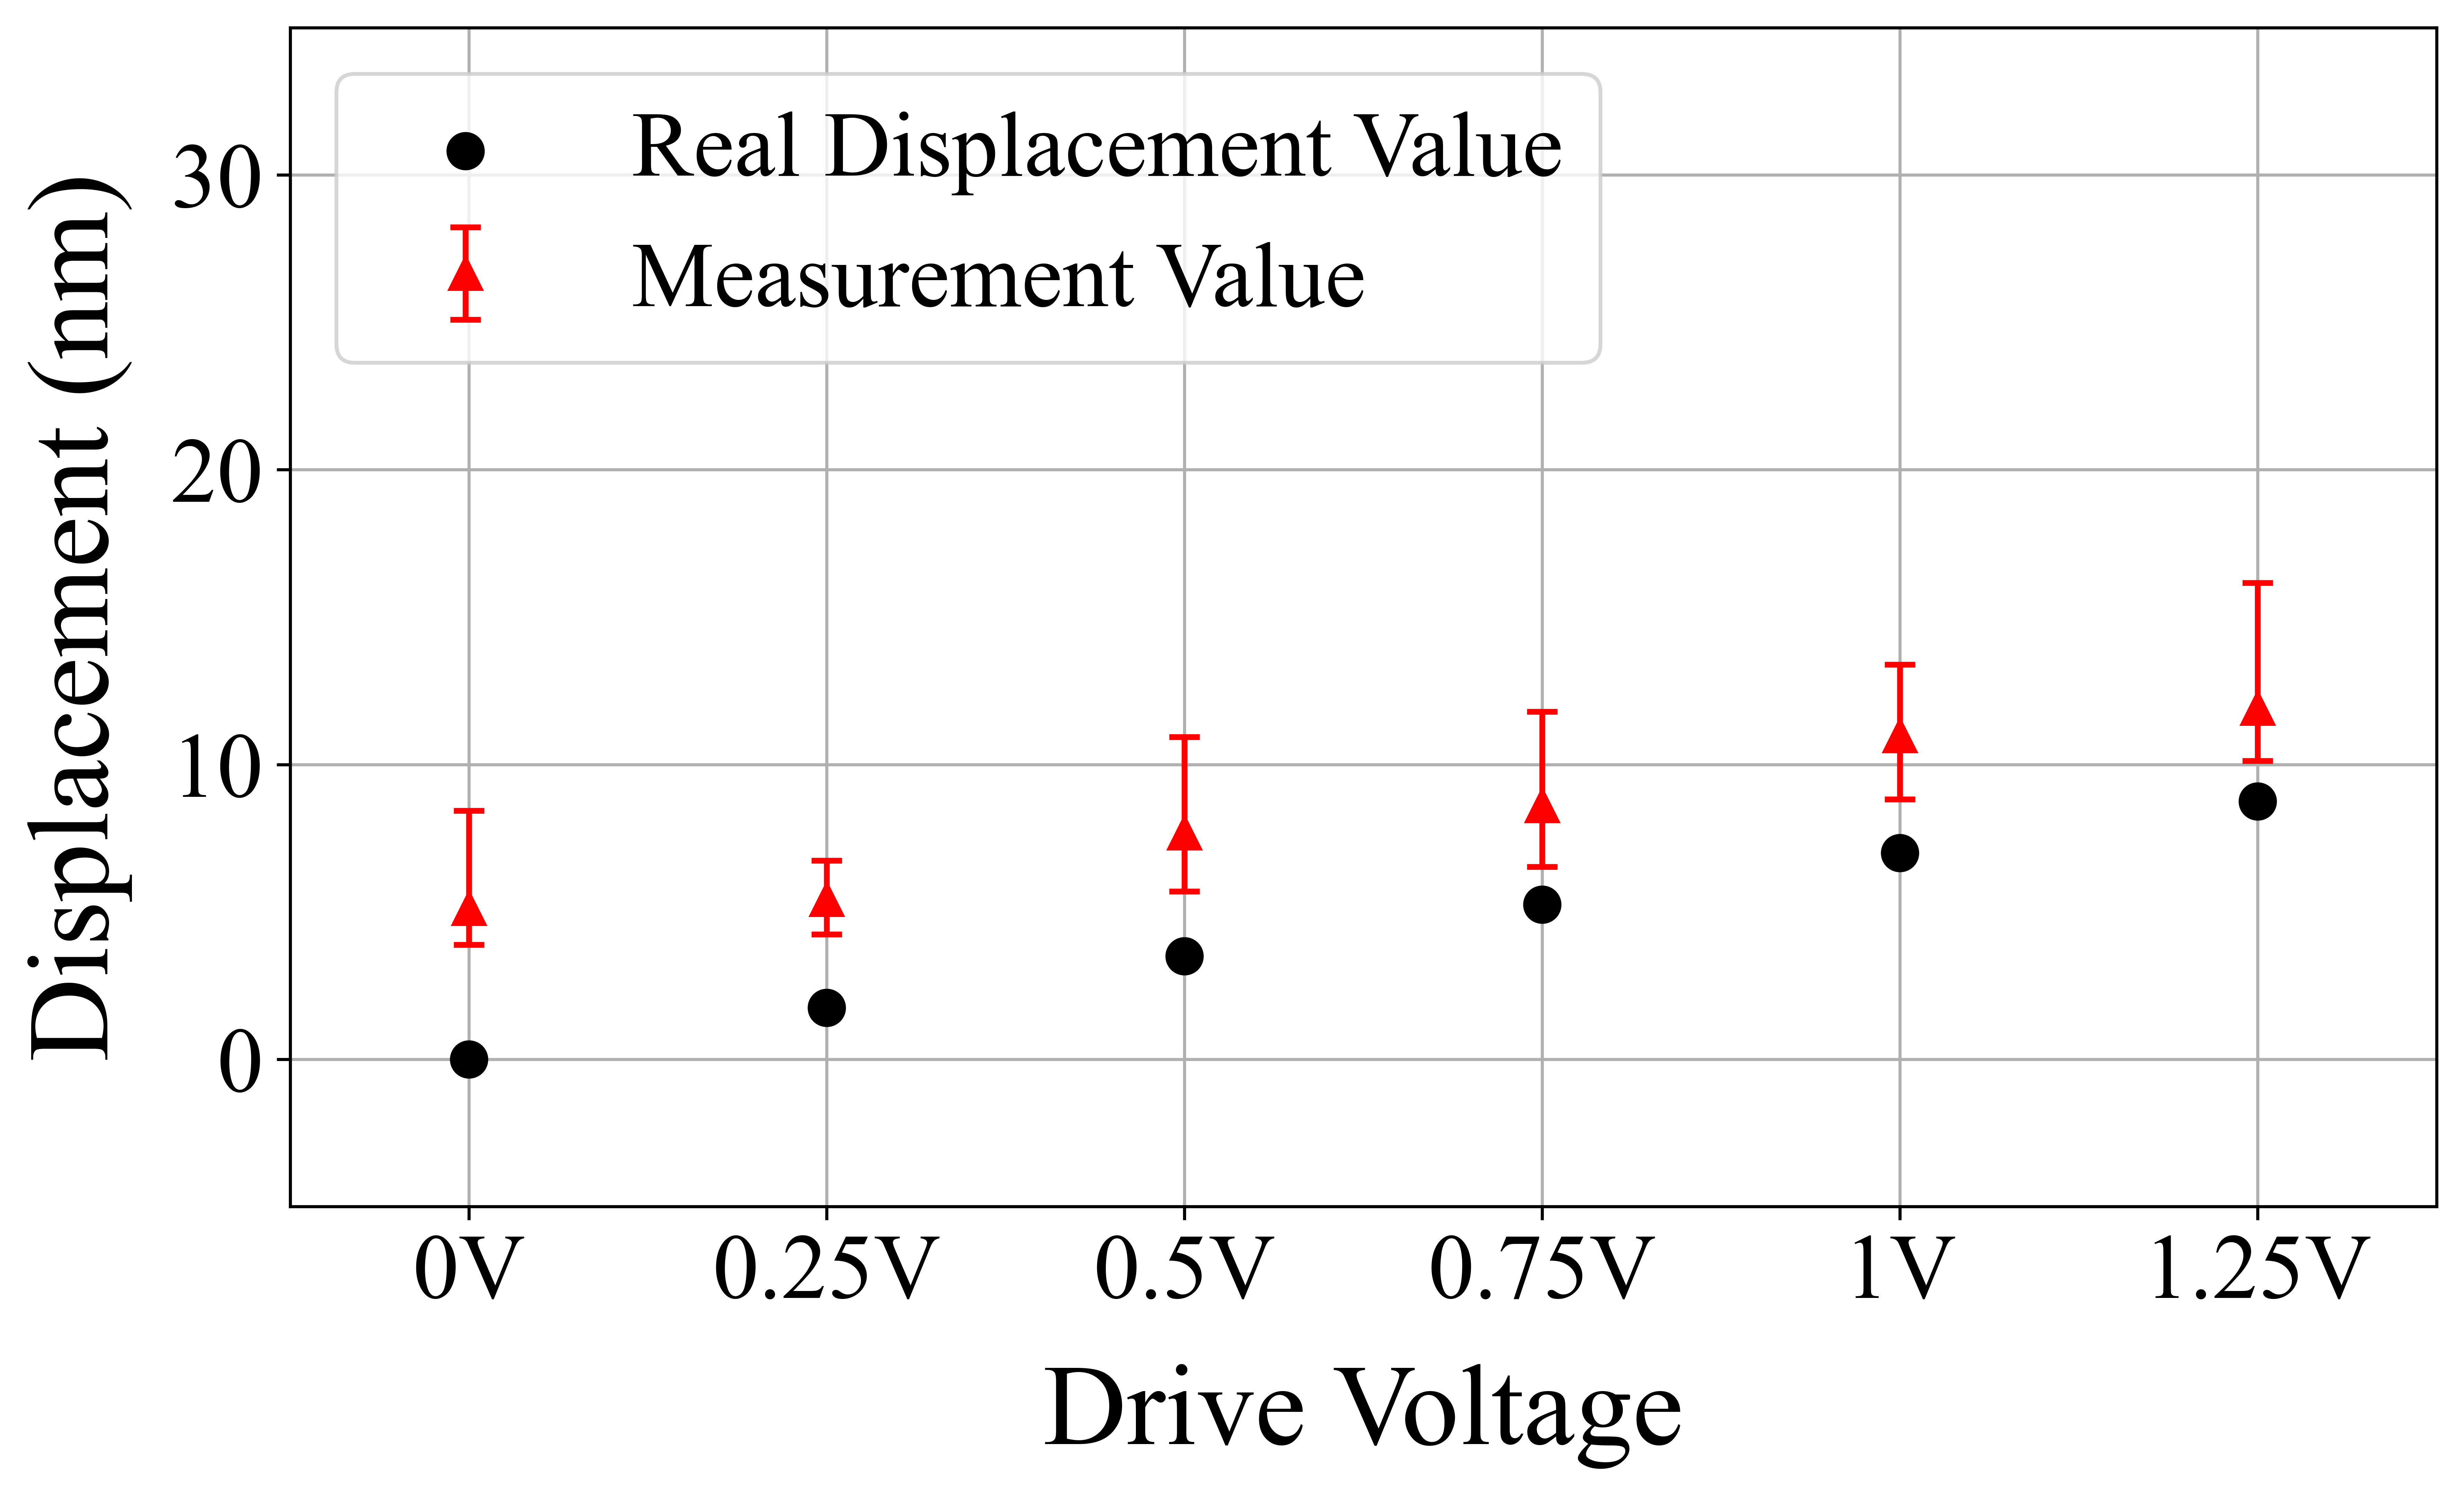 Real Displacement Value
Measurement Value
Displacement (nm)
30
20
10
0
0V 0.25V 0.5V 0.75V 1V 1.25V
Drive Voltage